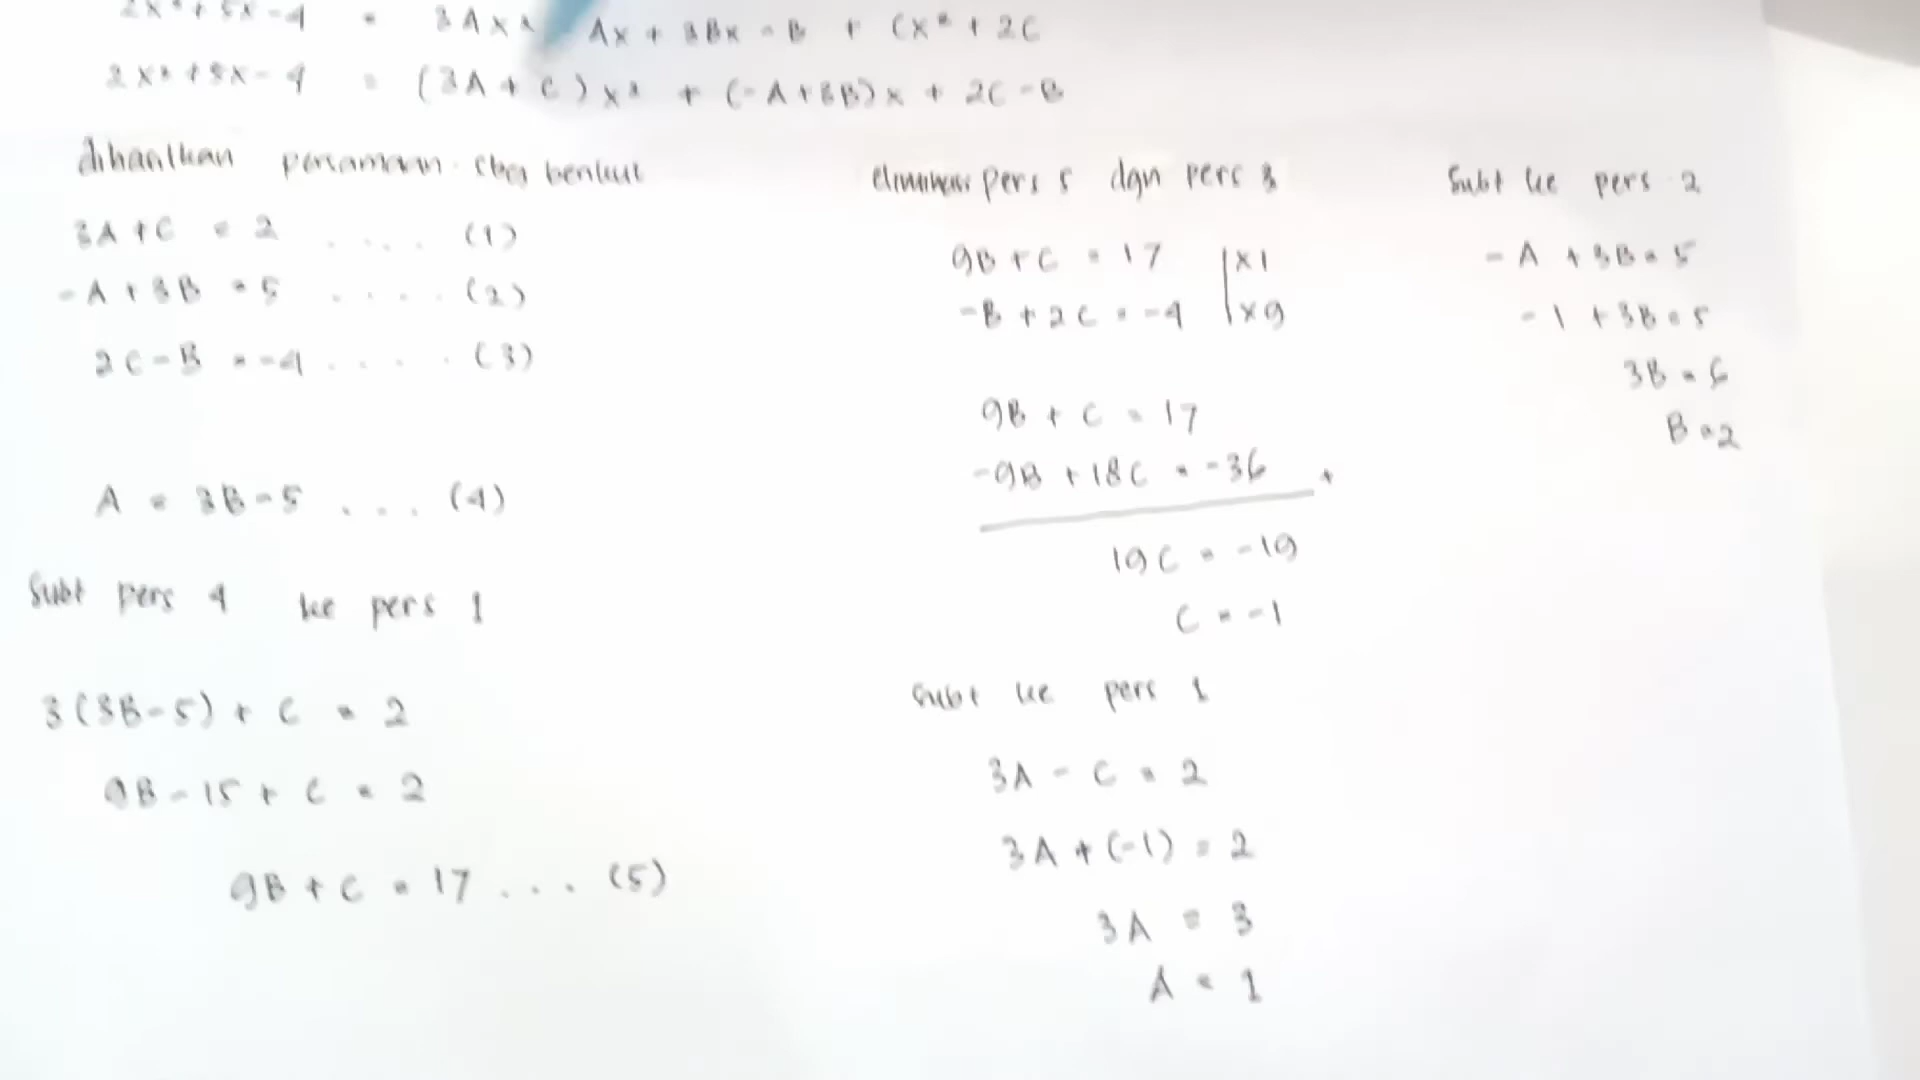 2x² + 5x - 4 = 3Ax² Ax + 3Bx - B + Cx² + 2C
2x² + 5x - 4 = (3A + C)x² + (-A+3B)x + 2C - B
dihasilkan persamaan sbg berikut
3A + C = 2 .... (1)
-A + 3B = 5 .... (2)
2C - B = -4 .... (3)
A = 3B - 5 ... (4)
Subt pers 4 ke pers 1
3(3B-5) + C = 2
9B - 15 + C = 2
9B + C = 17 ... (5)
eliminasi pers 5 dgn pers 3
9B + C = 17 | x1
-B + 2C = -4 | x9
9B + C = 17
-9B + 18C = -36 +
19C = -19
C = -1
Subt ke pers 1
3A - C = 2
3A + (-1) = 2
3A = 3
A = 1
Subt ke pers 2
-A + 3B = 5
-1 + 3B = 5
3B = 6
B = 2